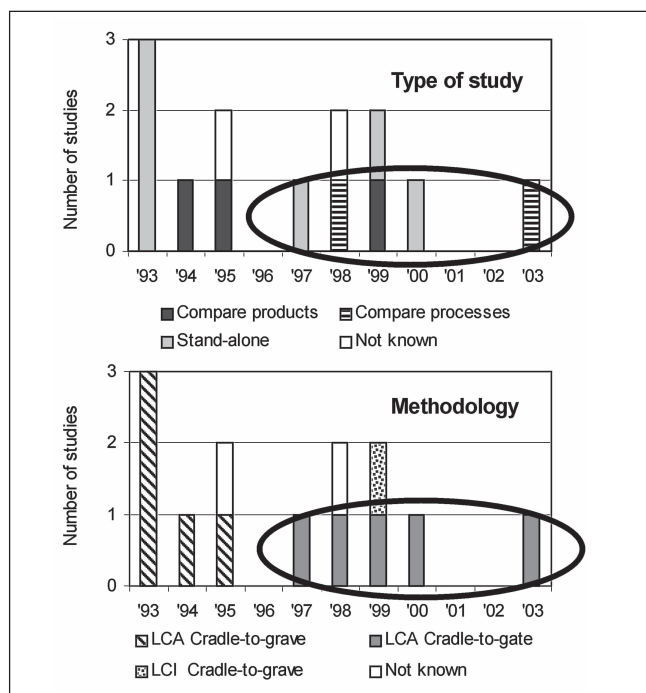 Type of study
Number of studies
3
2
1
0
'93 '94 '95 '96 '97 '98 '99 '00 '01 '02 '03
Compare products Compare processes
Stand-alone Not known
Methodology
Number of studies
3
2
1
0
'93 '94 '95 '96 '97 '98 '99 '00 '01 '02 '03
LCA Cradle-to-grave LCA Cradle-to-gate
LCI Cradle-to-grave Not known